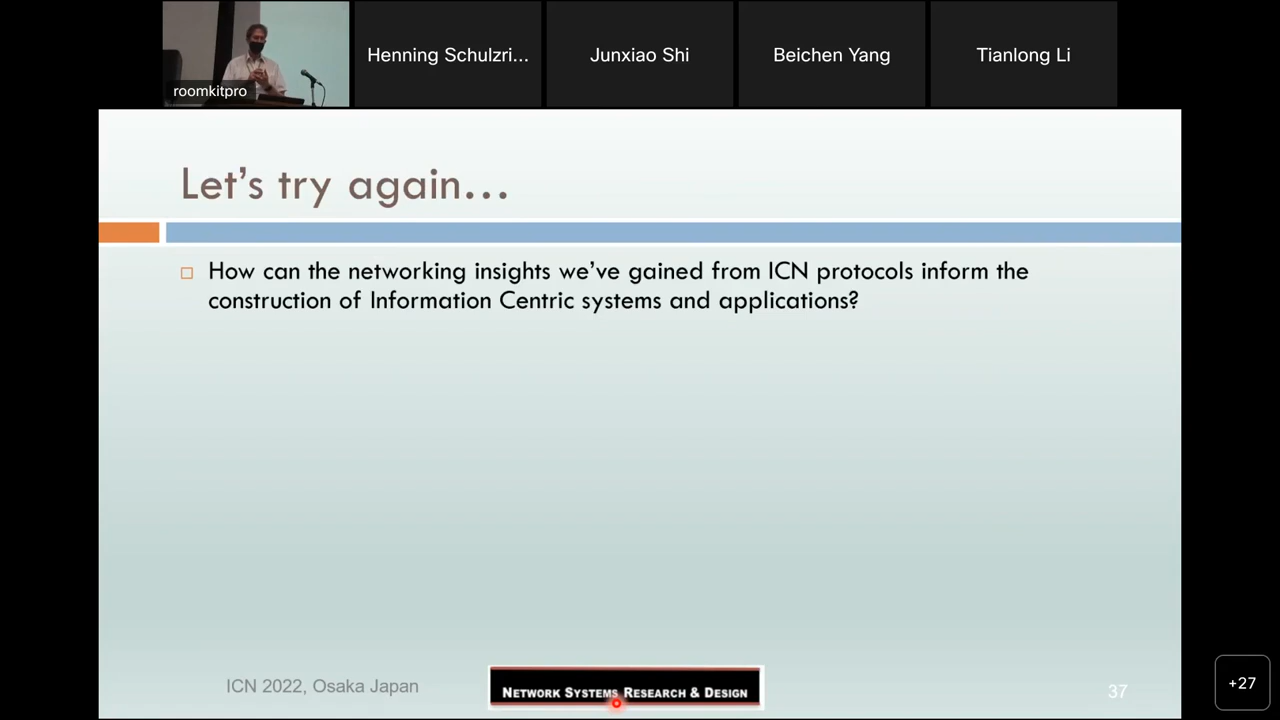 roomkitpro
Henning Schulzri...
Junxiao Shi
Beichen Yang
Tianlong Li
Let's try again...
How can the networking insights we've gained from ICN protocols inform the
construction of Information Centric systems and applications?
ICN 2022, Osaka Japan
NETWORK SYSTEMS RESEARCH & DESIGN
37
+27